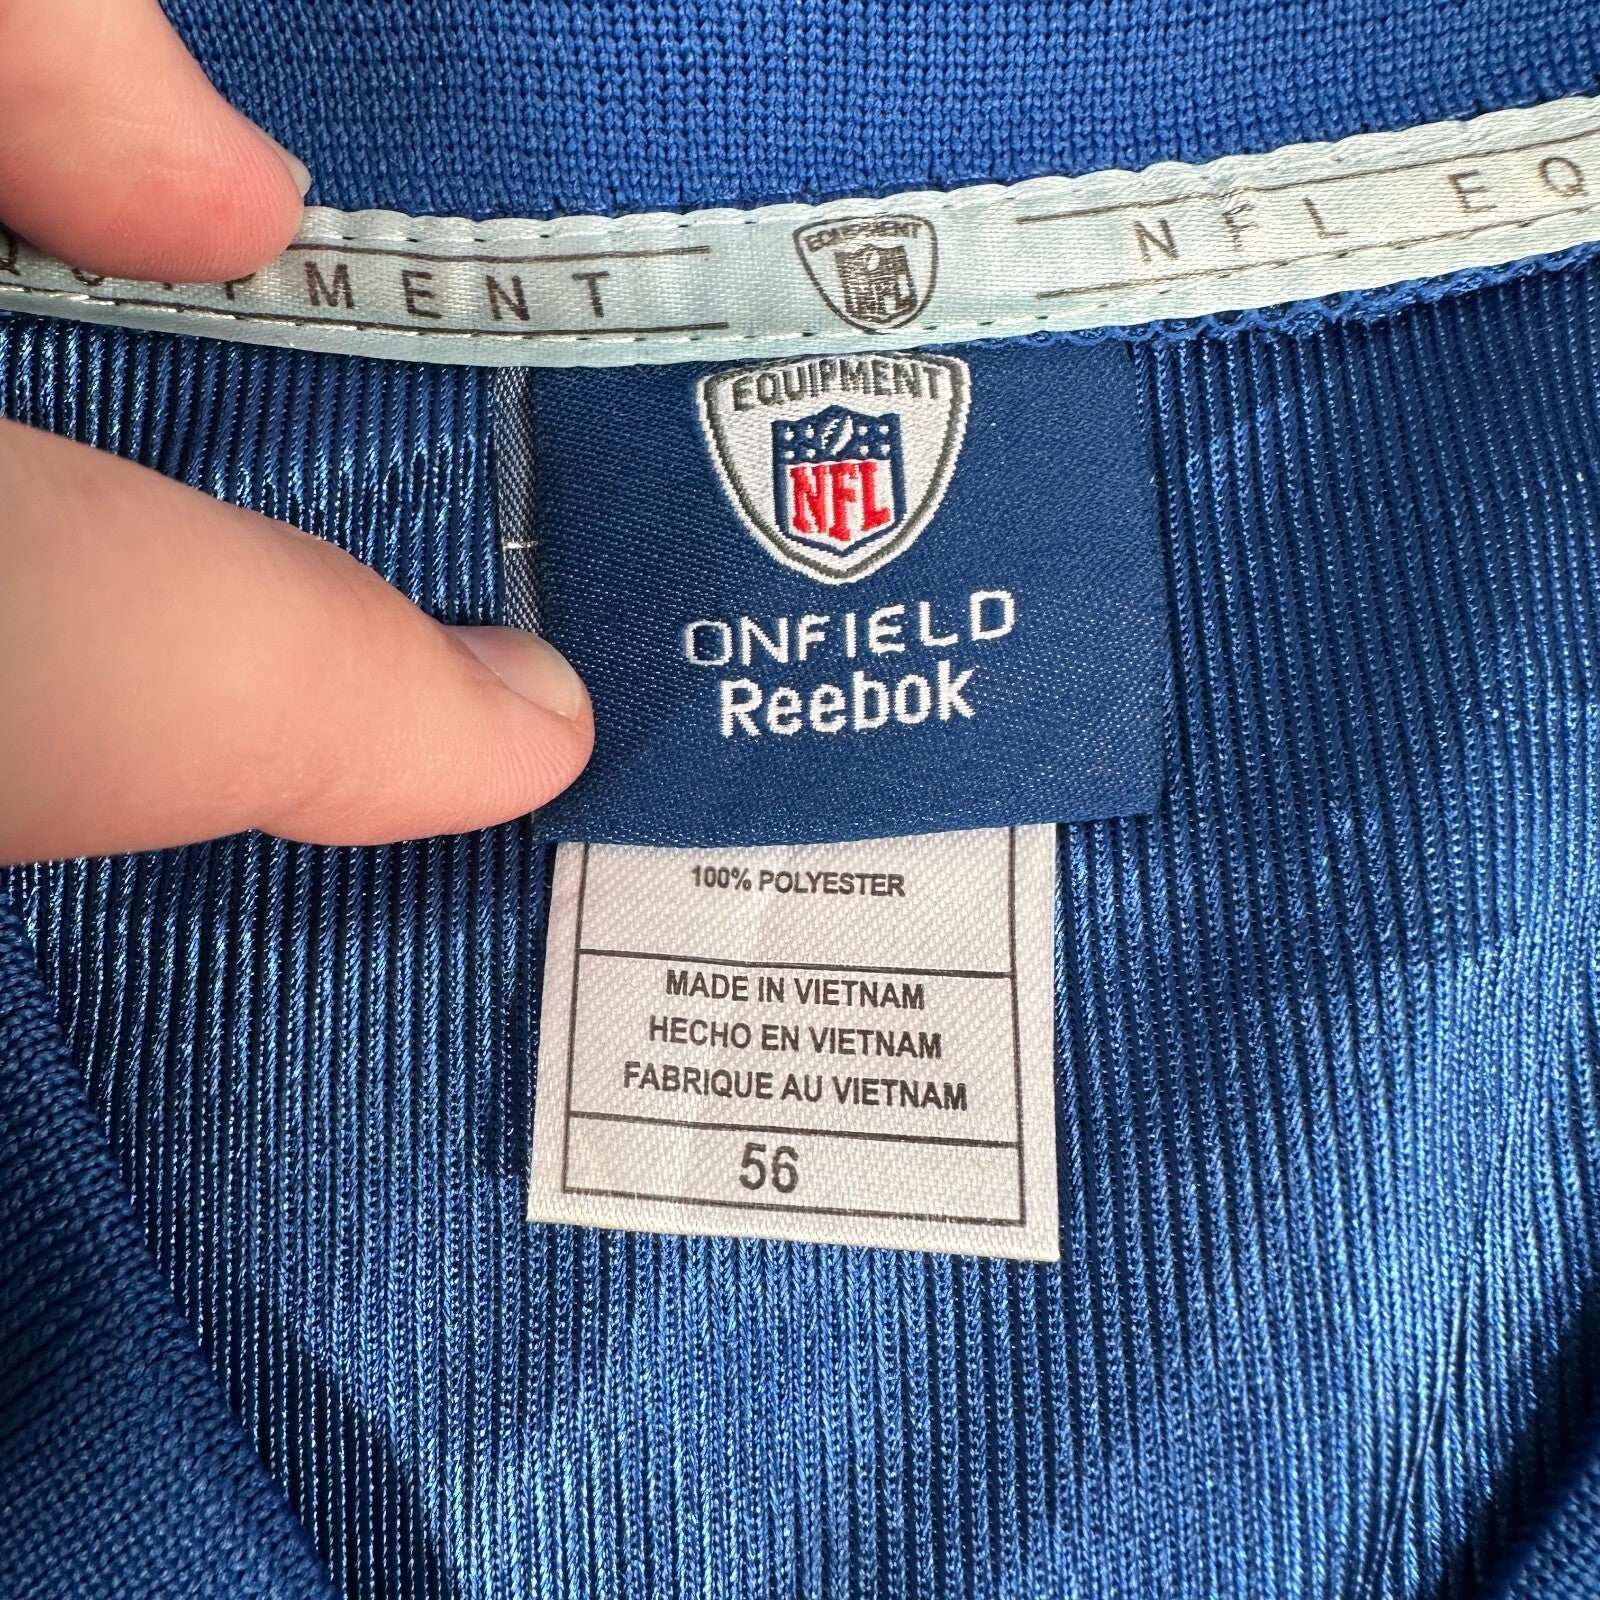 QUIPMENT
EQUIPMENT
NFL
NFL EQ
EQUIPMENT
NFL
ONFIELD
Reebok
100% POLYESTER
MADE IN VIETNAM
HECHO EN VIETNAM
FABRIQUE AU VIETNAM
56